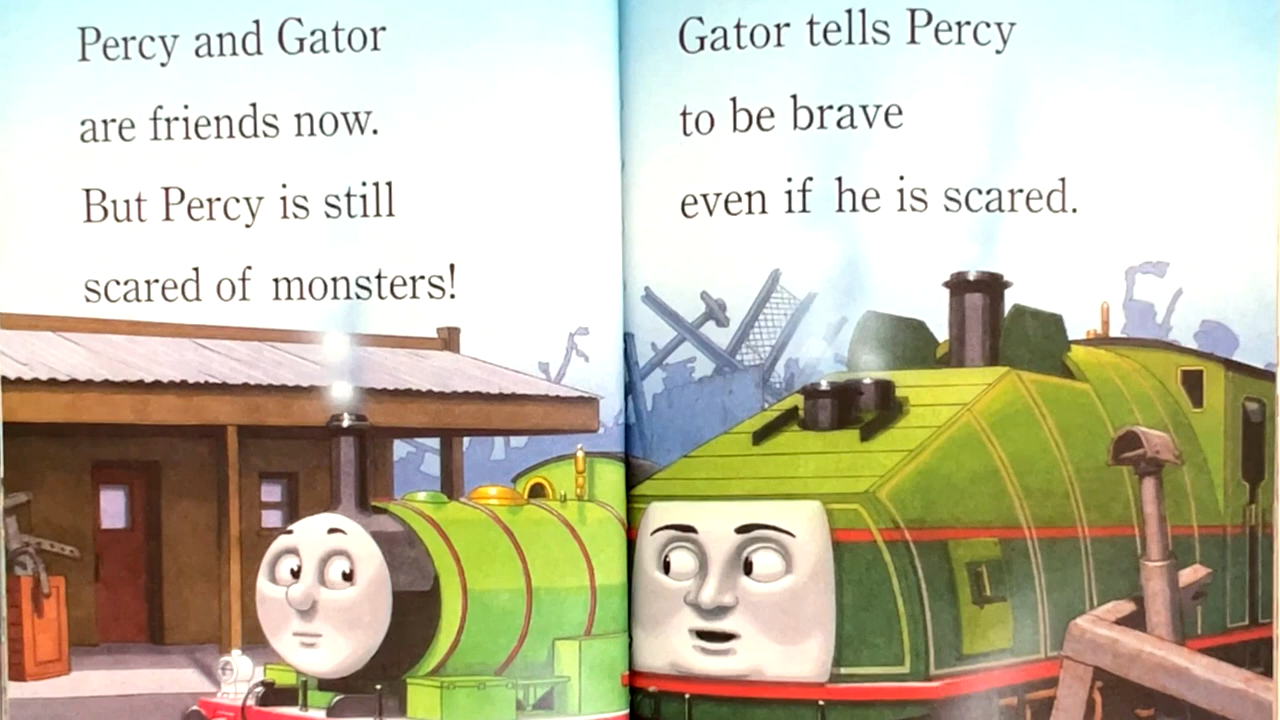 Percy and Gator
are friends now.
But Percy is still
scared of monsters!
Gator tells Percy
to be brave
even if he is scared.